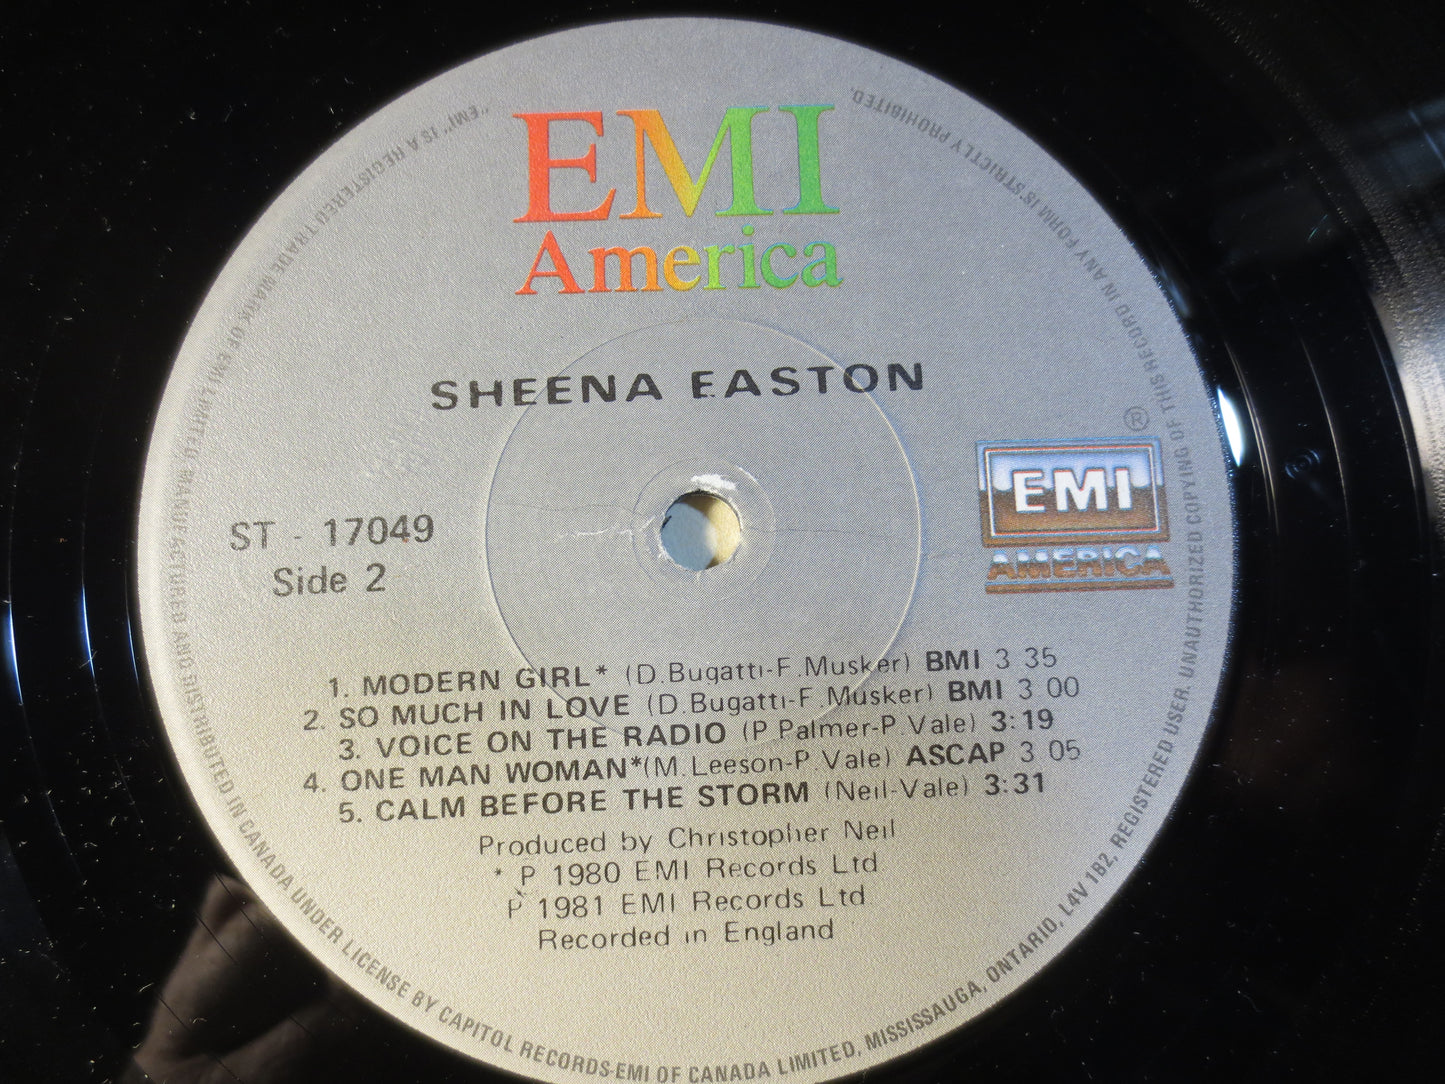 EMI
America
SHEENA EASTON
®
EMI
AMERICA
ST - 17049
Side 2
1. MODERN GIRL* (D.Bugatti-F.Musker) BMI 3 35
2. SO MUCH IN LOVE (D.Bugatti-F.Musker) BMI 3 00
3. VOICE ON THE RADIO (P.Palmer-P.Vale) 3:19
4. ONE MAN WOMAN*(M.Leeson-P.Vale) ASCAP 3 05
5. CALM BEFORE THE STORM (Neil-Vale) 3:31
Produced by Christopher Neil
* P 1980 EMI Records Ltd
P 1981 EMI Records Ltd
Recorded in England
"EMI" IS A REGISTERED TRADE MARK OF EMI LIMITED. MANUFACTURED AND DISTRIBUTED IN CANADA UNDER LICENSE BY CAPITOL RECORDS-EMI OF CANADA LIMITED, MISSISSAUGA, ONTARIO, L4V 1B2, REGISTERED USER. UNAUTHORIZED COPYING OF THIS RECORD IN ANY FORM IS STRICTLY PROHIBITED.